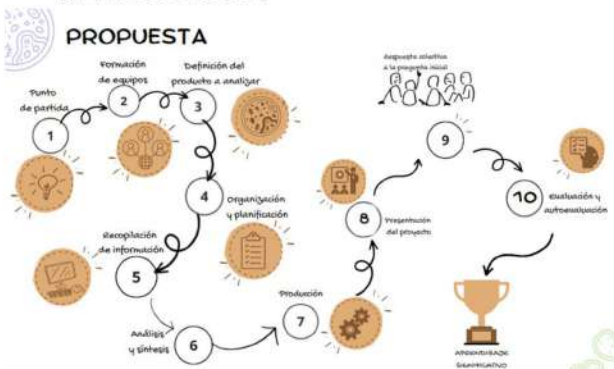 PROPUESTA
Punto
de partida
1
Formación
de equipos
2
Definición del
producto a analizar
3
4
Organización
y planificación
Recopilación
de información
5
Análisis
y síntesis
6
7
Producción
8
Presentación
del proyecto
Respuesta colectiva
a la pregunta inicial
9
10
Evaluación y
autoevaluación
APRENDIZAJE
SIGNIFICATIVO